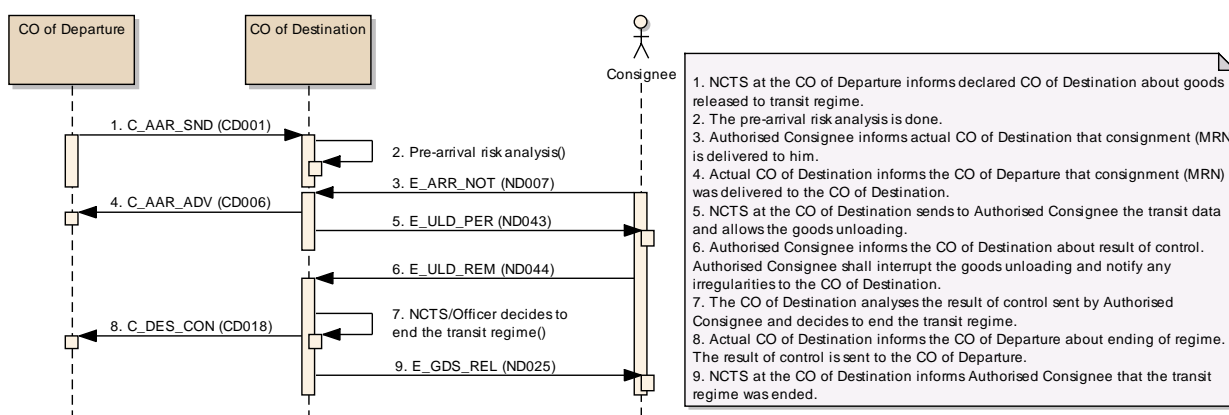 CO of Departure
CO of Destination
Consignee
1. C_AAR_SND (CD001)
2. Pre-arrival risk analysis()
3. E_ARR_NOT (ND007)
4. C_AAR_ADV (CD006)
5. E_ULD_PER (ND043)
6. E_ULD_REM (ND044)
7. NCTS/Officer decides to
end the transit regime()
8. C_DES_CON (CD018)
9. E_GDS_REL (ND025)
1. NCTS at the CO of Departure informs declared CO of Destination about goods
released to transit regime.
2. The pre-arrival risk analysis is done.
3. Authorised Consignee informs actual CO of Destination that consignment (MRN
is delivered to him.
4. Actual CO of Destination informs the CO of Departure that consignment (MRN)
was delivered to the CO of Destination.
5. NCTS at the CO of Destination sends to Authorised Consignee the transit data
and allows the goods unloading.
6. Authorised Consignee informs the CO of Destination about result of control.
Authorised Consignee shall interrupt the goods unloading and notify any
irregularities to the CO of Destination.
7. The CO of Destination analyses the result of control sent by Authorised
Consignee and decides to end the transit regime.
8. Actual CO of Destination informs the CO of Departure about ending of regime.
The result of control is sent to the CO of Departure.
9. NCTS at the CO of Destination informs Authorised Consignee that the transit
regime was ended.